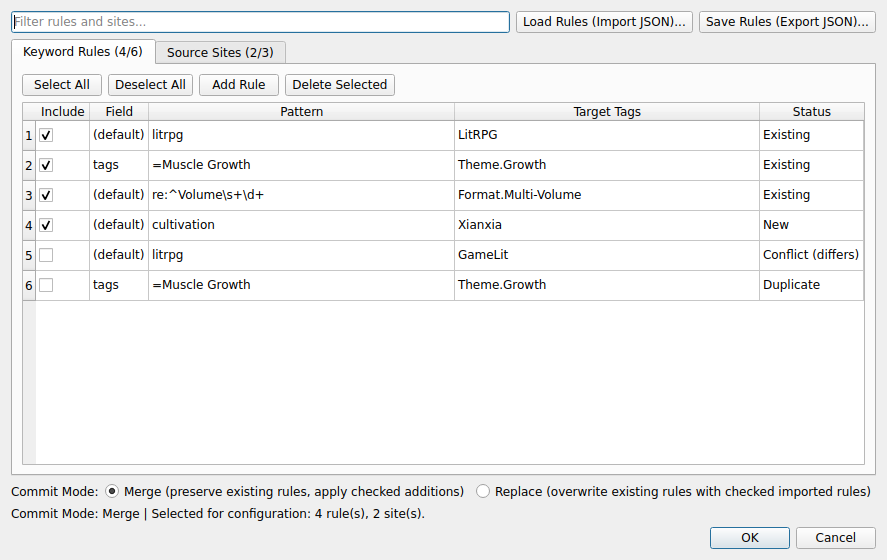 Filter rules and sites...
Load Rules (Import JSON)...
Save Rules (Export JSON)...
Keyword Rules (4/6)
Source Sites (2/3)
Select All
Deselect All
Add Rule
Delete Selected
Include Field Pattern Target Tags Status
1 (default) litrpg LitRPG Existing
2 tags =Muscle Growth Theme.Growth Existing
3 (default) re:^Volume\s+\d+ Format.Multi-Volume Existing
4 (default) cultivation Xianxia New
5 (default) litrpg GameLit Conflict (differs)
6 tags =Muscle Growth Theme.Growth Duplicate
Commit Mode: Merge (preserve existing rules, apply checked additions) Replace (overwrite existing rules with checked imported rules)
Commit Mode: Merge | Selected for configuration: 4 rule(s), 2 site(s).
OK
Cancel